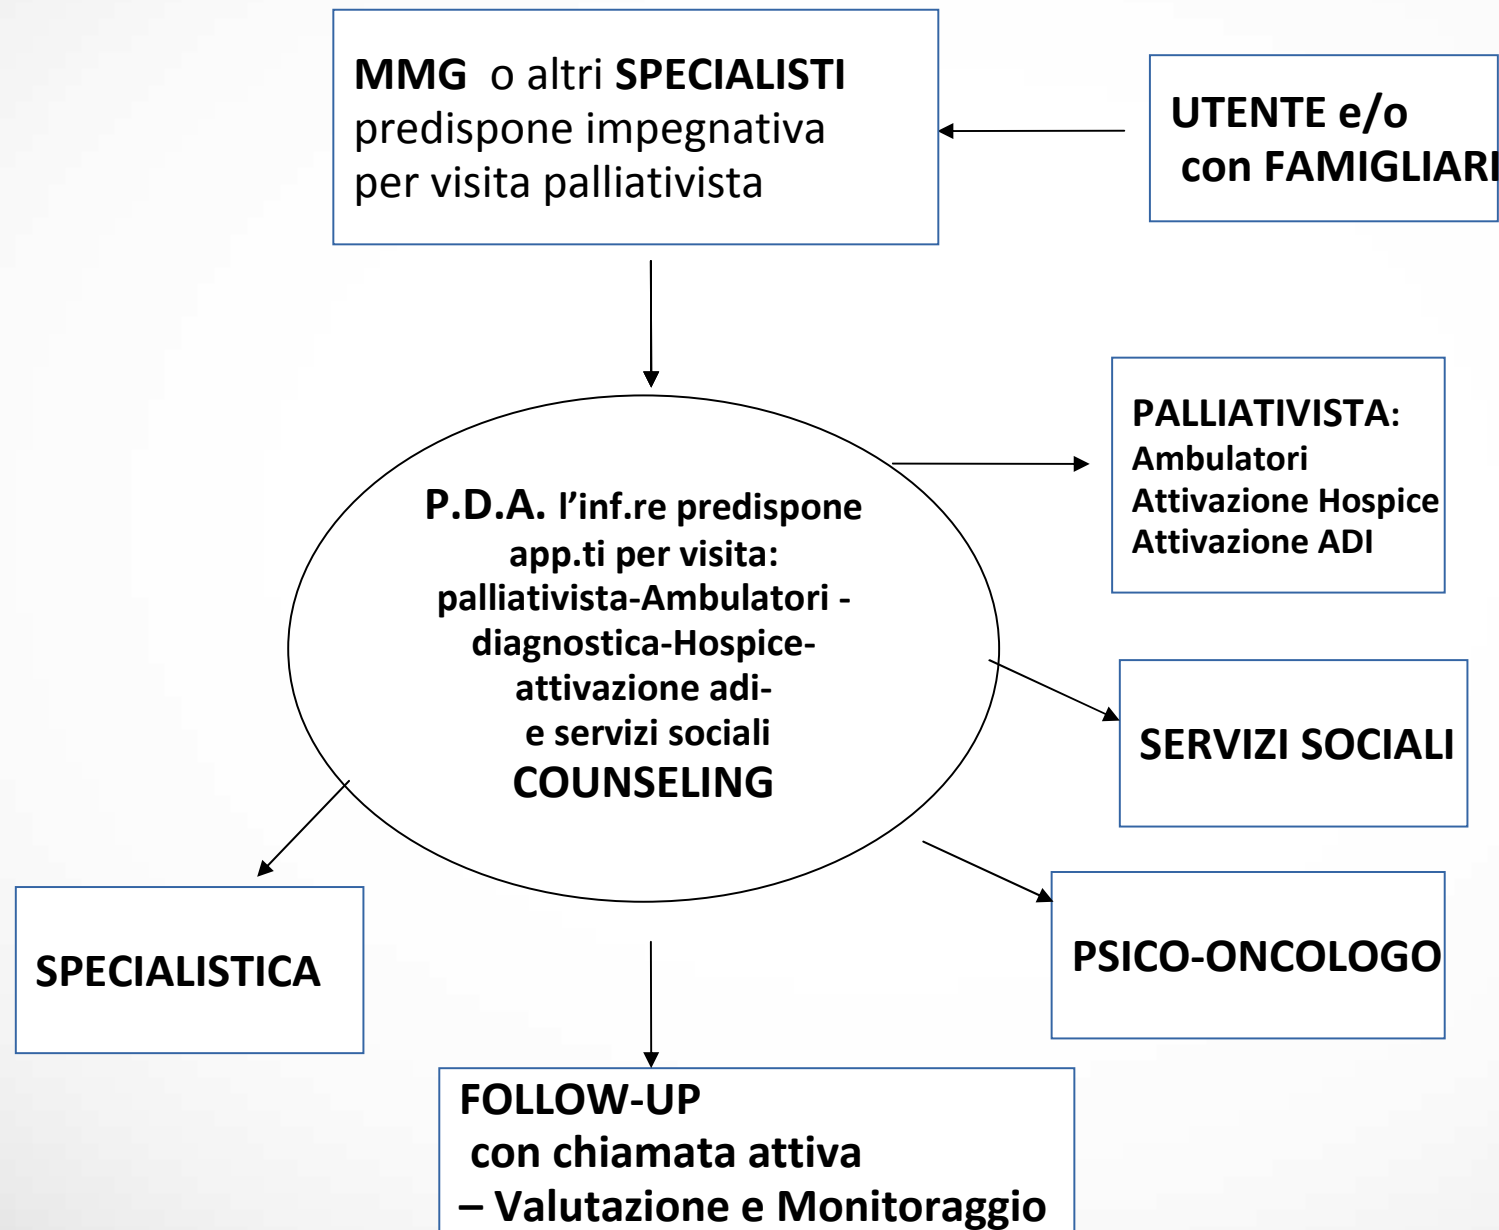 MMG o altri SPECIALISTI
predispone impegnativa
per visita palliativista
UTENTE e/o
con FAMIGLIARI
P.D.A. l’inf.re predispone
app.ti per visita:
palliativista-Ambulatori -
diagnostica-Hospice-
attivazione adi-
e servizi sociali
COUNSELING
PALLIATIVISTA:
Ambulatori
Attivazione Hospice
Attivazione ADI
SERVIZI SOCIALI
PSICO-ONCOLOGO
SPECIALISTICA
FOLLOW-UP
con chiamata attiva
– Valutazione e Monitoraggio